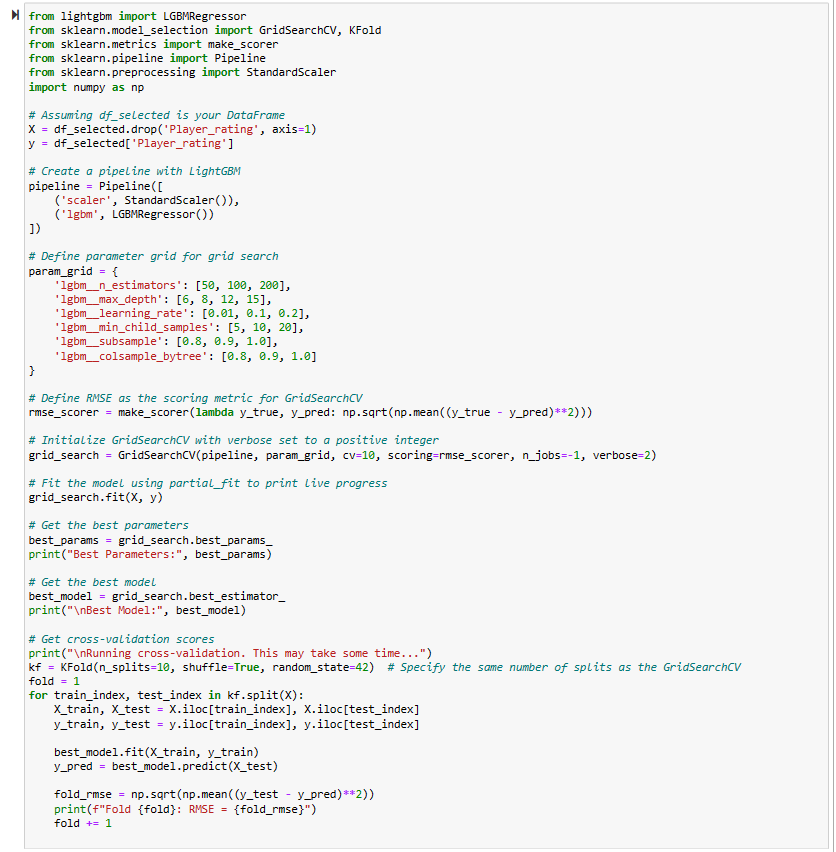 from lightgbm import LGBMRegressor
from sklearn.model_selection import GridSearchCV, KFold
from sklearn.metrics import make_scorer
from sklearn.pipeline import Pipeline
from sklearn.preprocessing import StandardScaler
import numpy as np

# Assuming df_selected is your DataFrame
X = df_selected.drop('Player_rating', axis=1)
y = df_selected['Player_rating']

# Create a pipeline with LightGBM
pipeline = Pipeline([
    ('scaler', StandardScaler()),
    ('lgbm', LGBMRegressor())
])

# Define parameter grid for grid search
param_grid = {
    'lgbm__n_estimators': [50, 100, 200],
    'lgbm__max_depth': [6, 8, 12, 15],
    'lgbm__learning_rate': [0.01, 0.1, 0.2],
    'lgbm__min_child_samples': [5, 10, 20],
    'lgbm__subsample': [0.8, 0.9, 1.0],
    'lgbm__colsample_bytree': [0.8, 0.9, 1.0]
}

# Define RMSE as the scoring metric for GridSearchCV
rmse_scorer = make_scorer(lambda y_true, y_pred: np.sqrt(np.mean((y_true - y_pred)**2)))

# Initialize GridSearchCV with verbose set to a positive integer
grid_search = GridSearchCV(pipeline, param_grid, cv=10, scoring=rmse_scorer, n_jobs=-1, verbose=2)

# Fit the model using partial_fit to print live progress
grid_search.fit(X, y)

# Get the best parameters
best_params = grid_search.best_params_
print("Best Parameters:", best_params)

# Get the best model
best_model = grid_search.best_estimator_
print("\nBest Model:", best_model)

# Get cross-validation scores
print("\nRunning cross-validation. This may take some time...")
kf = KFold(n_splits=10, shuffle=True, random_state=42)  # Specify the same number of splits as the GridSearchCV
fold = 1
for train_index, test_index in kf.split(X):
    X_train, X_test = X.iloc[train_index], X.iloc[test_index]
    y_train, y_test = y.iloc[train_index], y.iloc[test_index]

    best_model.fit(X_train, y_train)
    y_pred = best_model.predict(X_test)

    fold_rmse = np.sqrt(np.mean((y_test - y_pred)**2))
    print(f"Fold {fold}: RMSE = {fold_rmse}")
    fold += 1